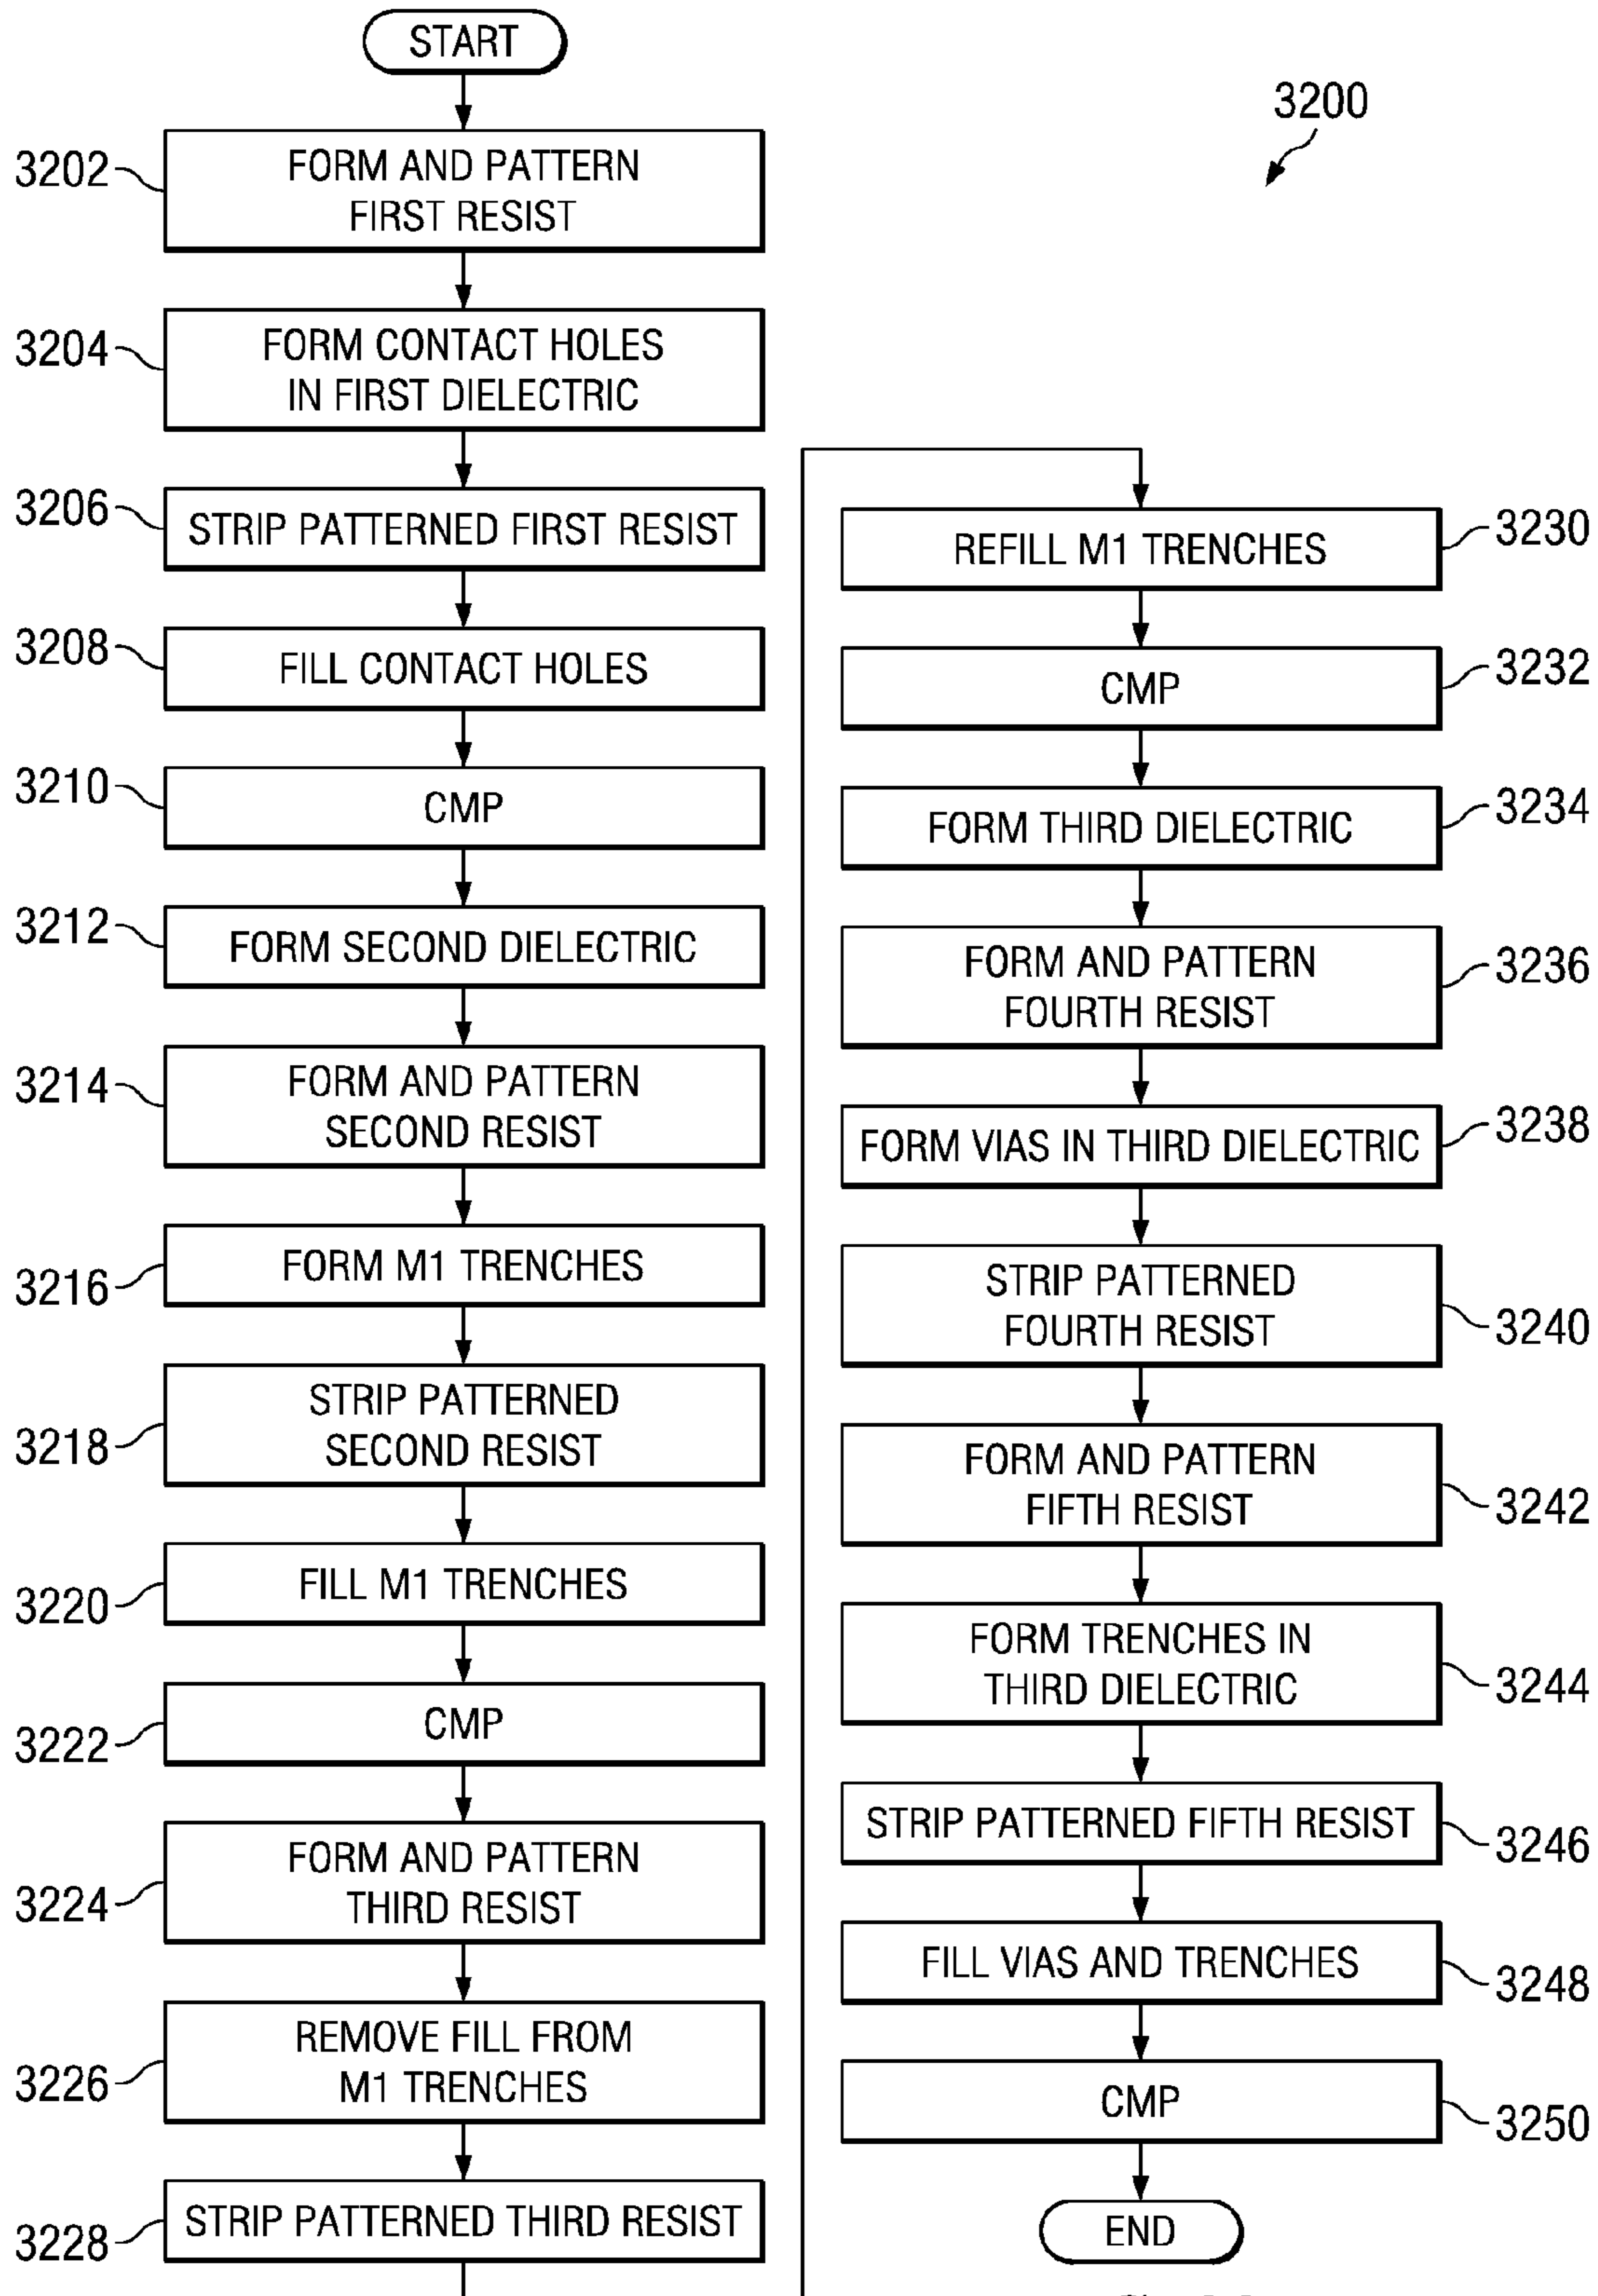 START
3200
3202
FORM AND PATTERN
FIRST RESIST
3204
FORM CONTACT HOLES
IN FIRST DIELECTRIC
3206
STRIP PATTERNED FIRST RESIST
3208
FILL CONTACT HOLES
3210
CMP
3212
FORM SECOND DIELECTRIC
3214
FORM AND PATTERN
SECOND RESIST
3216
FORM M1 TRENCHES
3218
STRIP PATTERNED
SECOND RESIST
3220
FILL M1 TRENCHES
3222
CMP
3224
FORM AND PATTERN
THIRD RESIST
3226
REMOVE FILL FROM
M1 TRENCHES
3228
STRIP PATTERNED THIRD RESIST
REFILL M1 TRENCHES
3230
CMP
3232
FORM THIRD DIELECTRIC
3234
FORM AND PATTERN
FOURTH RESIST
3236
FORM VIAS IN THIRD DIELECTRIC
3238
STRIP PATTERNED
FOURTH RESIST
3240
FORM AND PATTERN
FIFTH RESIST
3242
FORM TRENCHES IN
THIRD DIELECTRIC
3244
STRIP PATTERNED FIFTH RESIST
3246
FILL VIAS AND TRENCHES
3248
CMP
3250
END